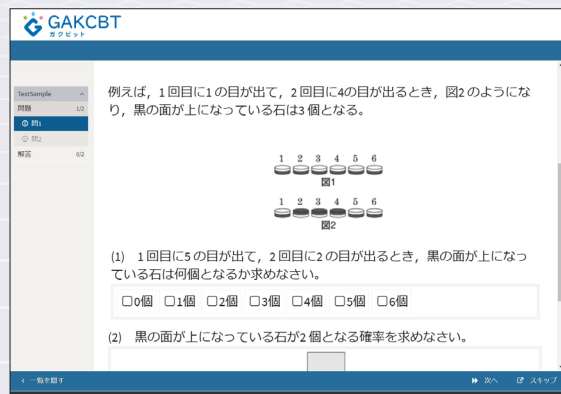 GAKCBT
ガクビット
TestSample
問題 1/2
① 問1
② 問2
解答 0/2
例えば，1回目に1の目が出て，2回目に4の目が出るとき，図2のようにな
り，黒の面が上になっている石は3個となる。
1 2 3 4 5 6
図1
1 2 3 4 5 6
図2
(1) 1回目に5の目が出て，2回目に2の目が出るとき，黒の面が上になっ
ている石は何個となるか求めなさい。
0個 1個 2個 3個 4個 5個 6個
(2) 黒の面が上になっている石が2個となる確率を求めなさい。
一覧を隠す 次へ スキップ